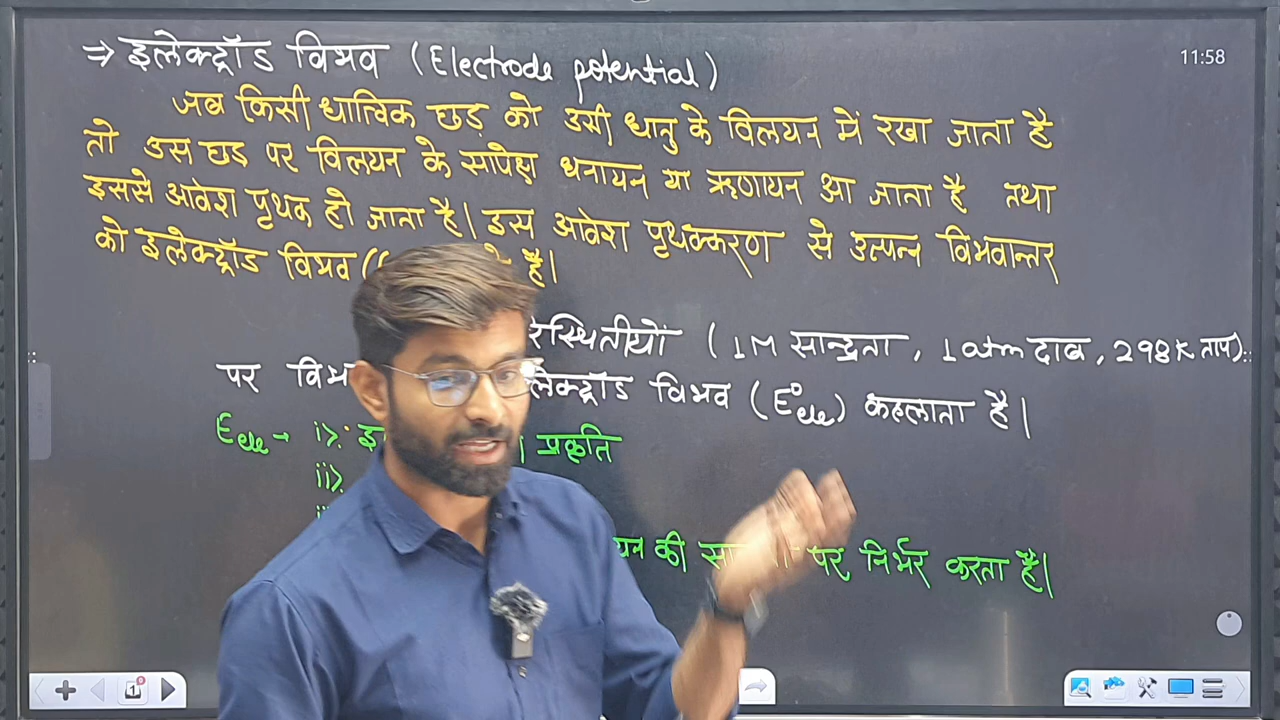 ⇒ इलेक्ट्रॉड विभव (Electrode potential)
11:58
जब किसी धात्विक छड़ को उसी धातु के विलयन में रखा जाता है
तो उस छड पर विलयन के सापेक्ष धनायन या ऋणायन आ जाता है तथा
इससे आवेश पृथक हो जाता है। इस आवेश पृथक्करण से उत्पन्न विभवान्तर
को इलेक्ट्रॉड विभव ( है।
(1M सान्द्रता, 1atm दाब, 298K ताप)
पर इलेक्ट्रॉड विभव (E°ele) कहलाता है।
Eele → i> प्रकृति
ii>
की पर निर्भर करता है।
1